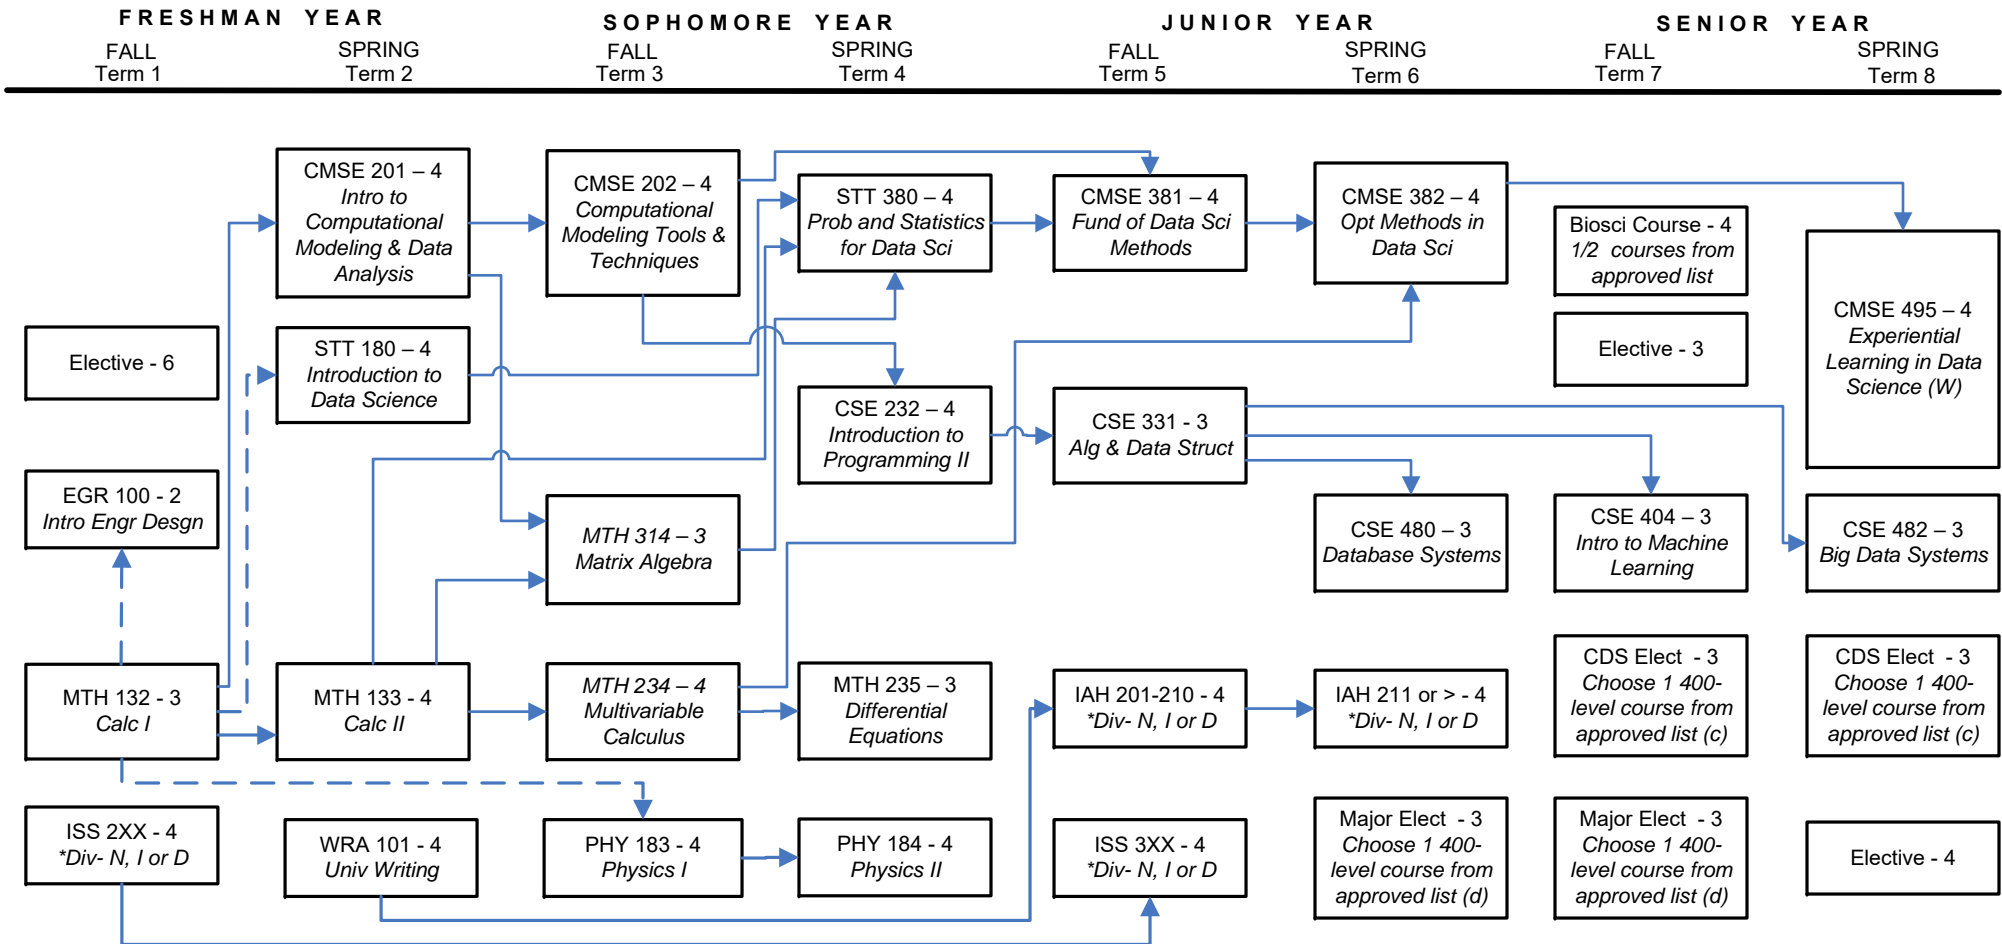 FRESHMAN YEAR
SOPHOMORE YEAR
JUNIOR YEAR
SENIOR YEAR
FALL
Term 1
SPRING
Term 2
FALL
Term 3
SPRING
Term 4
FALL
Term 5
SPRING
Term 6
FALL
Term 7
SPRING
Term 8
Elective - 6
EGR 100 - 2
Intro Engr Desgn
MTH 132 - 3
Calc I
ISS 2XX - 4
*Div- N, I or D
CMSE 201 – 4
Intro to
Computational
Modeling & Data
Analysis
STT 180 – 4
Introduction to
Data Science
MTH 133 - 4
Calc II
WRA 101 - 4
Univ Writing
CMSE 202 – 4
Computational
Modeling Tools &
Techniques
MTH 314 – 3
Matrix Algebra
MTH 234 – 4
Multivariable
Calculus
PHY 183 - 4
Physics I
STT 380 – 4
Prob and Statistics
for Data Sci
CSE 232 – 4
Introduction to
Programming II
MTH 235 – 3
Differential
Equations
PHY 184 - 4
Physics II
CMSE 381 – 4
Fund of Data Sci
Methods
CSE 331 - 3
Alg & Data Struct
IAH 201-210 - 4
*Div- N, I or D
ISS 3XX - 4
*Div- N, I or D
CMSE 382 – 4
Opt Methods in
Data Sci
CSE 480 – 3
Database Systems
IAH 211 or > - 4
*Div- N, I or D
Major Elect - 3
Choose 1 400-
level course from
approved list (d)
Biosci Course - 4
1/2 courses from
approved list
Elective - 3
CSE 404 – 3
Intro to Machine
Learning
CDS Elect - 3
Choose 1 400-
level course from
approved list (c)
Major Elect - 3
Choose 1 400-
level course from
approved list (d)
CMSE 495 – 4
Experiential
Learning in Data
Science (W)
CSE 482 – 3
Big Data Systems
CDS Elect - 3
Choose 1 400-
level course from
approved list (c)
Elective - 4